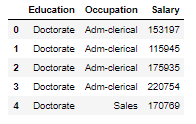 Education Occupation Salary
0 Doctorate Adm-clerical 153197
1 Doctorate Adm-clerical 115945
2 Doctorate Adm-clerical 175935
3 Doctorate Adm-clerical 220754
4 Doctorate Sales 170769